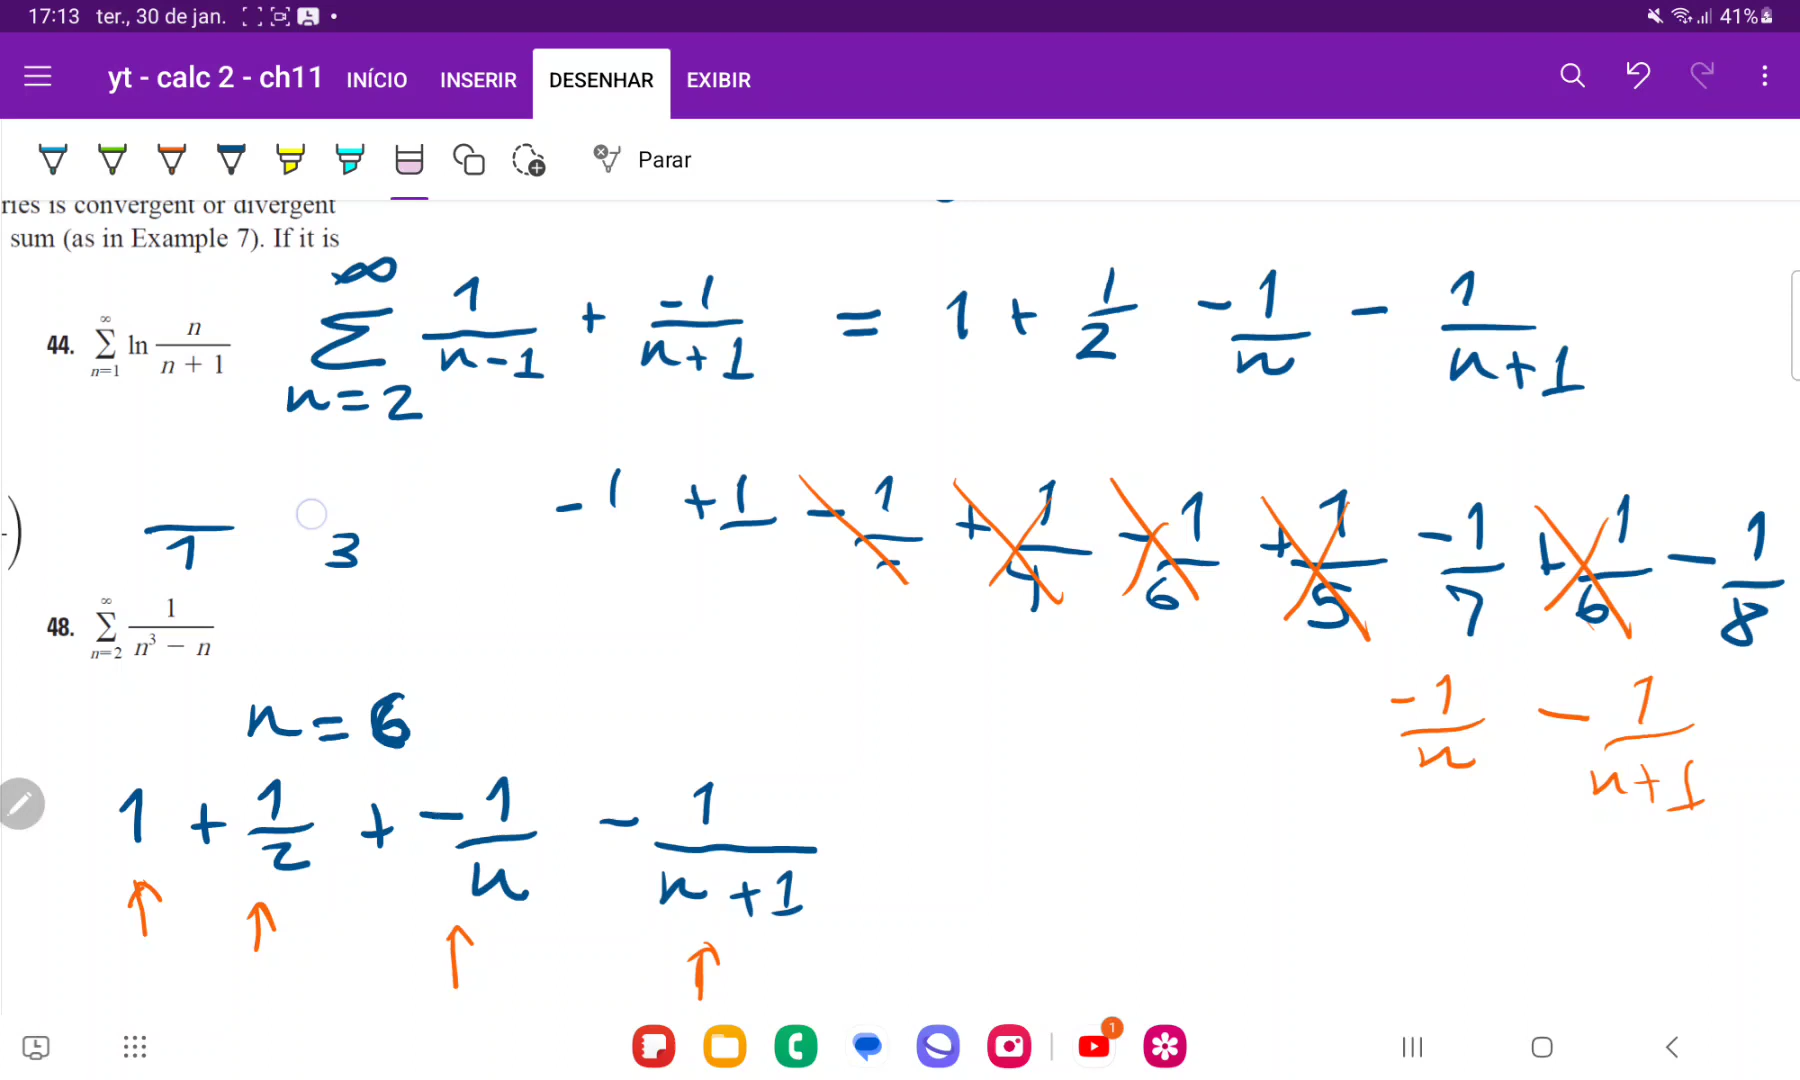 17:13 ter., 30 de jan. 41%
yt - calc 2 - ch11 INÍCIO INSERIR DESENHAR EXIBIR
Parar
ries is convergent or divergent
sum (as in Example 7). If it is
44. ∞ ∑ n=1 ln n/(n + 1)
∞ ∑ n=2 1/(n-1) + -1/(n+1) = 1 + 1/2 - 1/n - 1/(n+1)
1 3 -1 +1 - 1 + 1/4 - 1/6 + 1/5 - 1/7 + 1/6 - 1/8
48. ∞ ∑ n=2 1/(n³ − n)
-1/n - 1/(n+1)
n = 6
1 + 1/2 + -1/n - 1/(n+1)
1